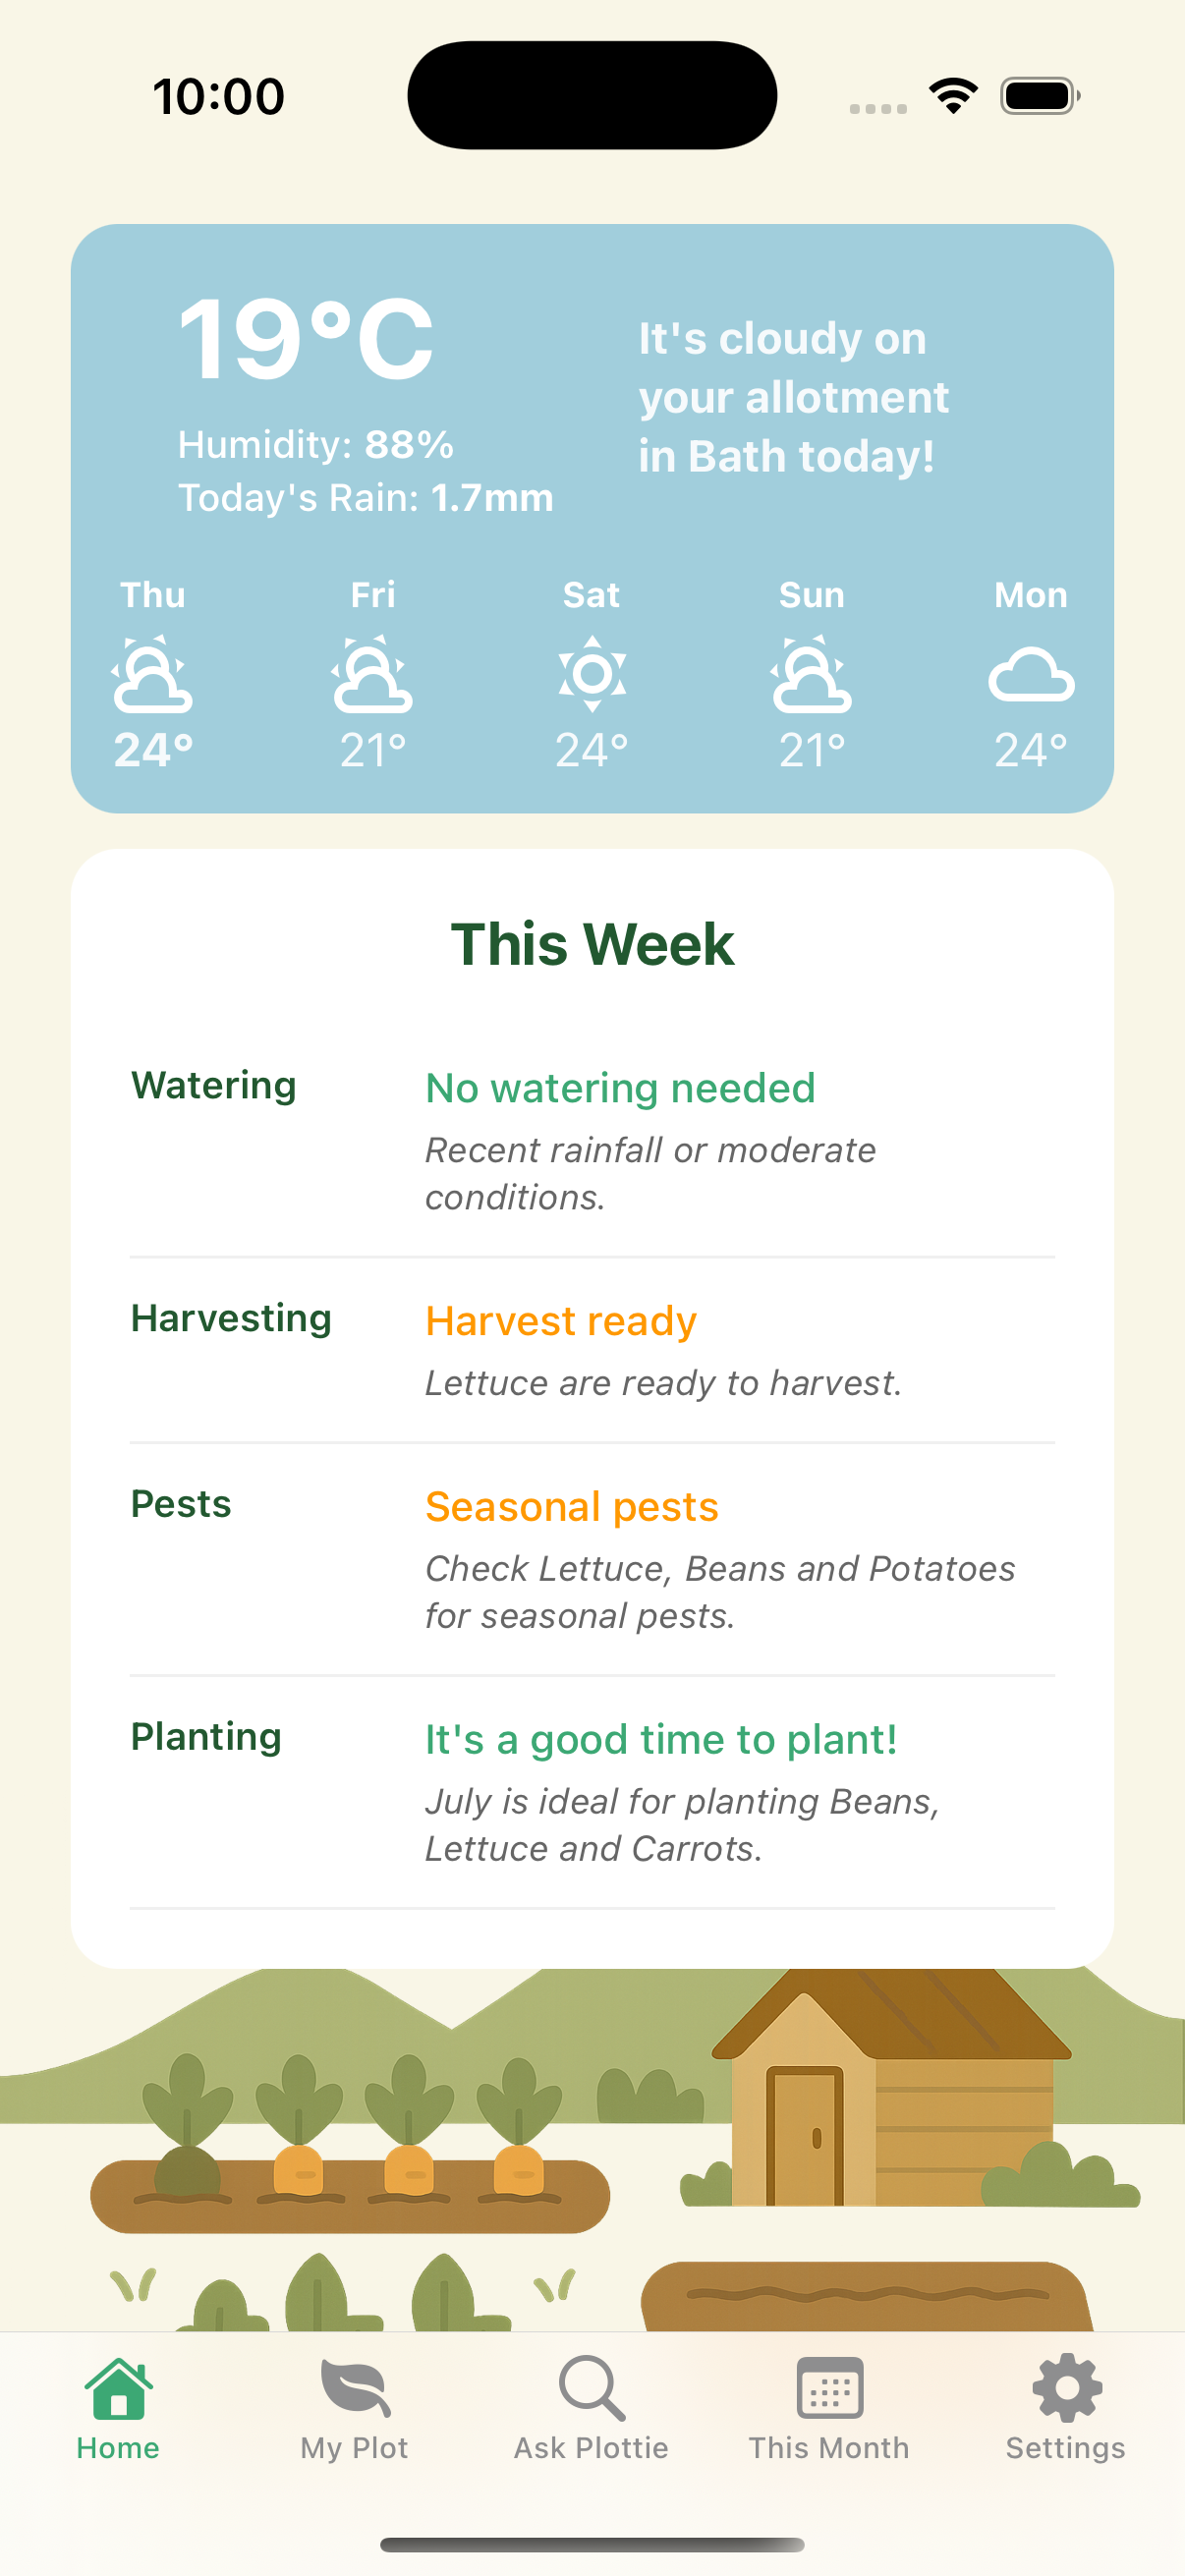 10:00
19°C
Humidity: 88%
Today's Rain: 1.7mm
It's cloudy on
your allotment
in Bath today!
Thu Fri Sat Sun Mon
24° 21° 24° 21° 24°
This Week
Watering
No watering needed
Recent rainfall or moderate
conditions.
Harvesting
Harvest ready
Lettuce are ready to harvest.
Pests
Seasonal pests
Check Lettuce, Beans and Potatoes
for seasonal pests.
Planting
It's a good time to plant!
July is ideal for planting Beans,
Lettuce and Carrots.
Home My Plot Ask Plottie This Month Settings